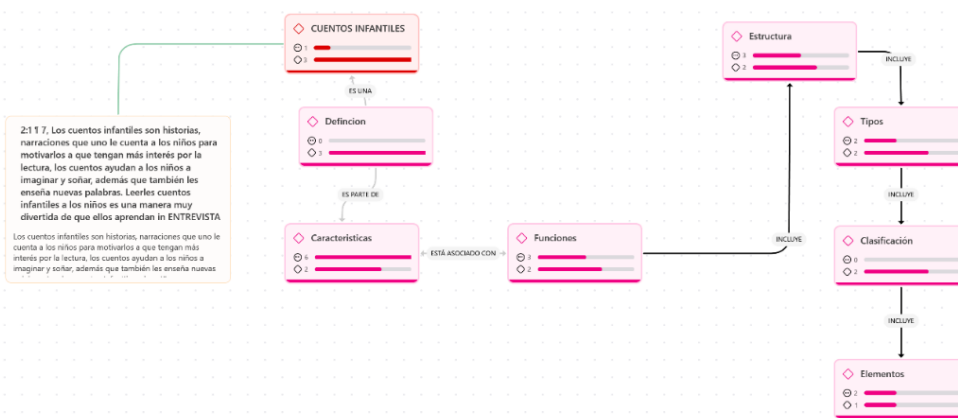 CUENTOS INFANTILES
1
3
ES UNA
Defincion
0
3
ES PARTE DE
2:1 1 7, Los cuentos infantiles son historias,
narraciones que uno le cuenta a los niños para
motivarlos a que tengan más interés por la
lectura, los cuentos ayudan a los niños a
imaginar y soñar, además que también les
enseña nuevas palabras. Leerles cuentos
infantiles a los niños es una manera muy
divertida de que ellos aprendan in ENTREVISTA
Los cuentos infantiles son historias, narraciones que uno le
cuenta a los niños para motivarlos a que tengan más
interés por la lectura, los cuentos ayudan a los niños a
imaginar y soñar, además que también les enseña nuevas
Caracteristicas
6
2
ESTÁ ASOCIADO CON
Funciones
3
2
INCLUYE
Estructura
3
2
INCLUYE
Tipos
2
2
INCLUYE
Clasificación
0
2
INCLUYE
Elementos
2
1